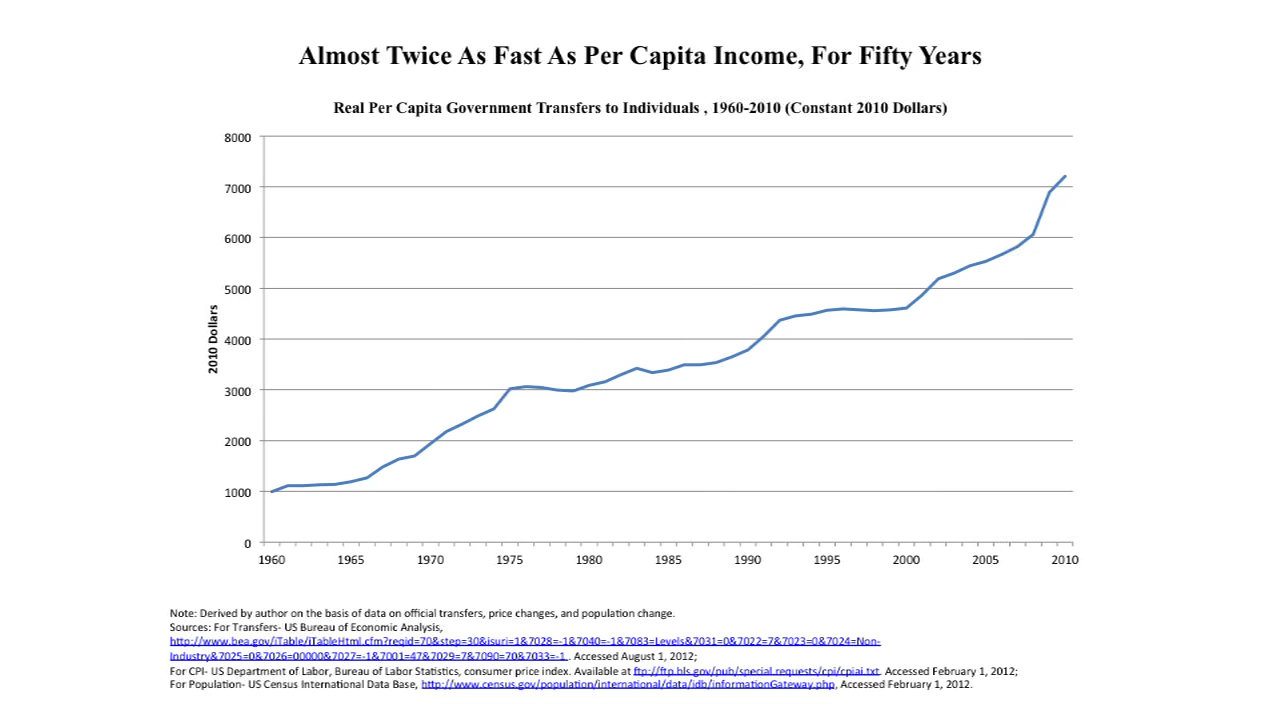 Almost Twice As Fast As Per Capita Income, For Fifty Years
Real Per Capita Government Transfers to Individuals , 1960-2010 (Constant 2010 Dollars)
8000
7000
6000
5000
4000
3000
2000
1000
0
2010 Dollars
1960 1965 1970 1975 1980 1985 1990 1995 2000 2005 2010
Note: Derived by author on the basis of data on official transfers, price changes, and population change.
Sources: For Transfers- US Bureau of Economic Analysis,
http://www.bea.gov/iTable/iTableHtml.cfm?reqid=70&step=30&isuri=1&7028=-1&7040=-1&7083=Levels&7031=0&7022=7&7023=0&7024=Non-
Industry&7025=0&7026=00000&7027=-1&7001=47&7029=7&7090=70&7033=-1 . Accessed August 1, 2012;
For CPI- US Department of Labor, Bureau of Labor Statistics, consumer price index. Available at ftp://ftp.bls.gov/pub/special.requests/cpi/cpiai.txt. Accessed February 1, 2012;
For Population- US Census International Data Base, http://www.census.gov/population/international/data/idb/informationGateway.php, Accessed February 1, 2012.